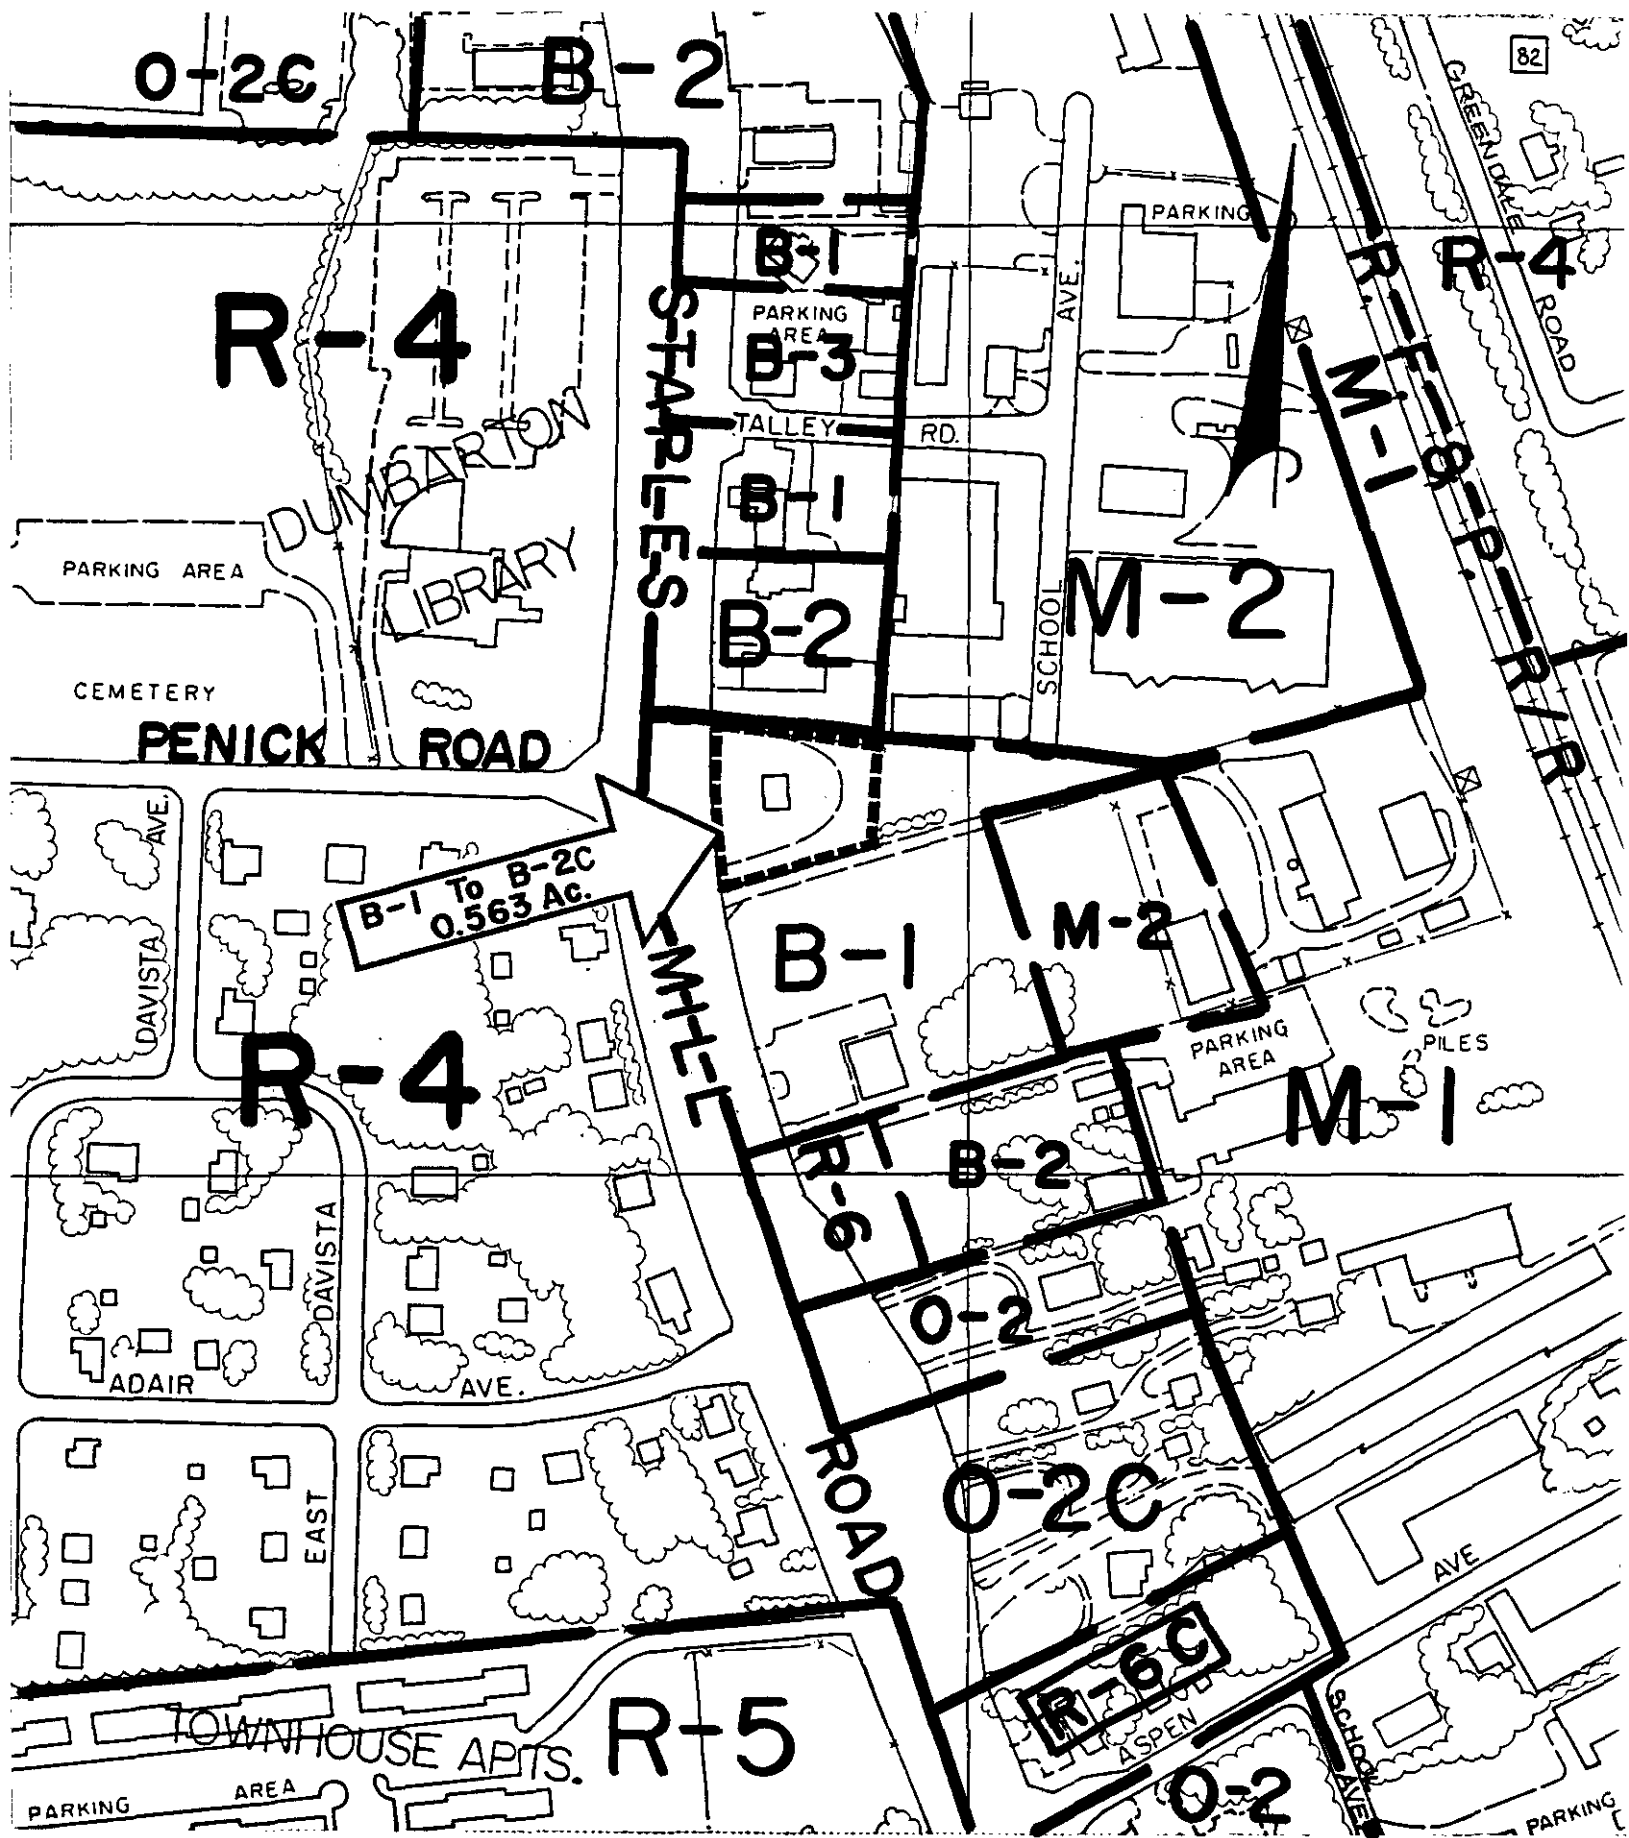 O-2C
B-2
82
GREENDALE
ROAD
PARKING
R-4
B-1
R-4
PARKING
AREA
B-3
AVE.
STAPLES
M-1
R-F-&-P-R/R
TALLEY
RD.
DUMBARTON
LIBRARY
B-1
PARKING AREA
M-2
B-2
SCHOOL
CEMETERY
PENICK ROAD
AVE.
DAVISTA
B-1 To B-2C
0.563 Ac.
B-1
M-2
MILL
PARKING
AREA
PILES
R-4
M-1
R-6
B-2
DAVISTA
O-2
ADAIR
AVE.
ROAD
O-2C
EAST
AVE
R-6C
ASPEN
SCHOOL
AVE.
R-5
TOWNHOUSE APTS.
O-2
PARKING
AREA
PARKING